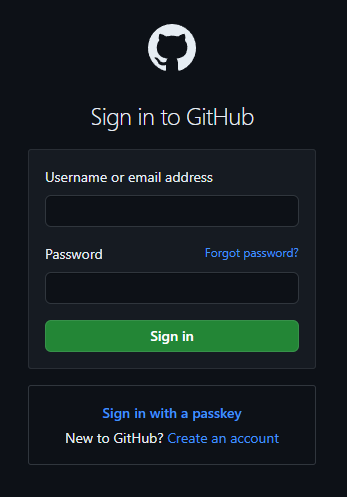 Sign in to GitHub
Username or email address
Password Forgot password?
Sign in
Sign in with a passkey
New to GitHub? Create an account